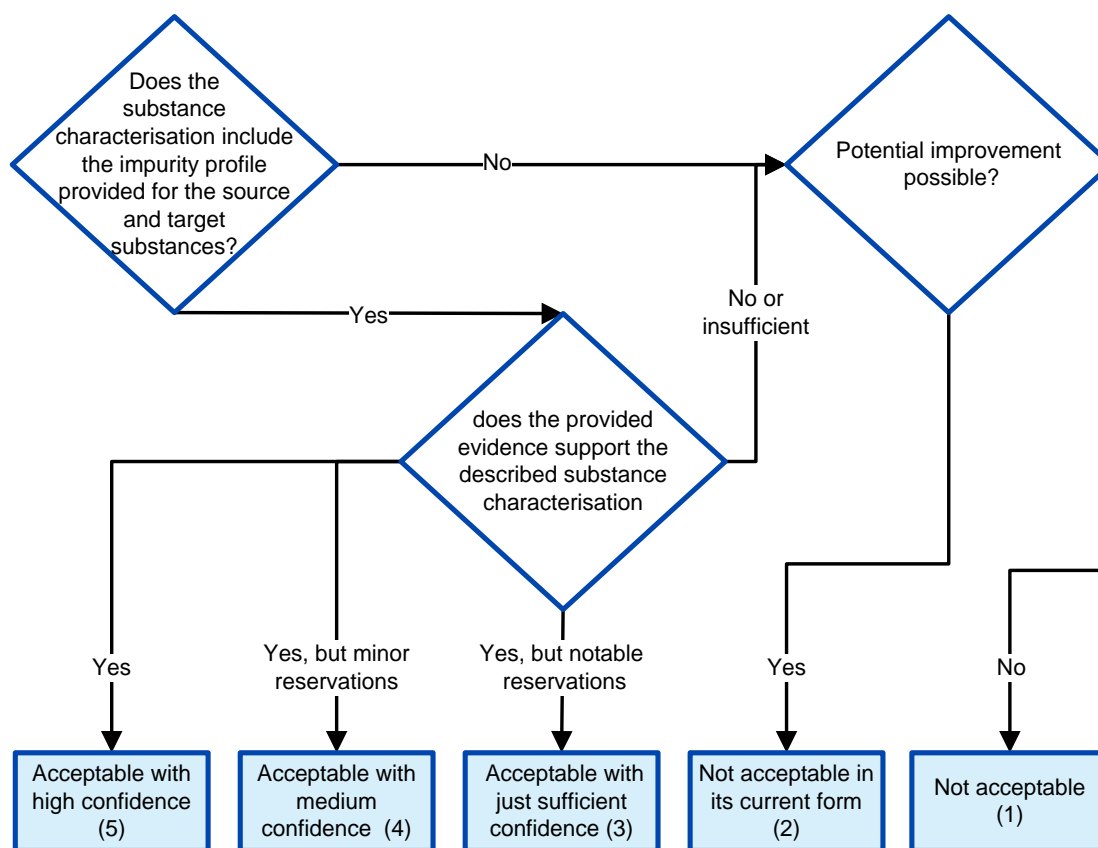 Does the
substance
characterisation include
the impurity profile
provided for the source
and target
substances?
No
Potential improvement
possible?
Yes
No or
insufficient
does the provided
evidence support the
described substance
characterisation
Yes
Yes, but minor
reservations
Yes, but notable
reservations
Yes
No
Acceptable with
high confidence
(5)
Acceptable with
medium
confidence (4)
Acceptable with
just sufficient
confidence (3)
Not acceptable in
its current form
(2)
Not acceptable
(1)